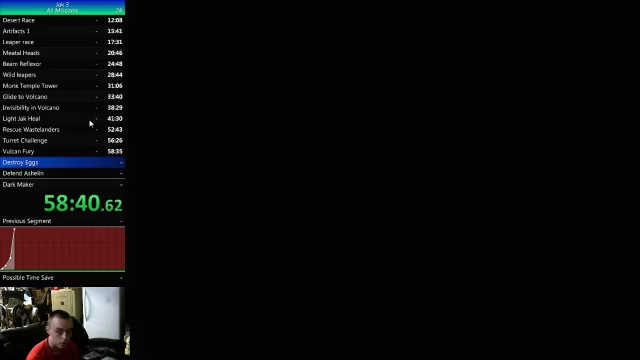 Jak 3
All Missions 24
Desert Race - 12:08
Artifacts 1 - 15:41
Leaper race - 17:31
Meatal Heads - 20:46
Beam Reflexor - 24:48
Wild leapers - 28:44
Monk Temple Tower - 31:06
Glide to Volcano - 33:40
Invisibility in Volcano - 38:29
Light Jak Heal - 41:30
Rescue Wastelanders - 52:43
Turret Challenge - 56:26
Vulcan Fury - 58:35
Destroy Eggs -
Defend Ashelin -
Dark Maker -
58:40.62
Previous Segment -
Possible Time Save -